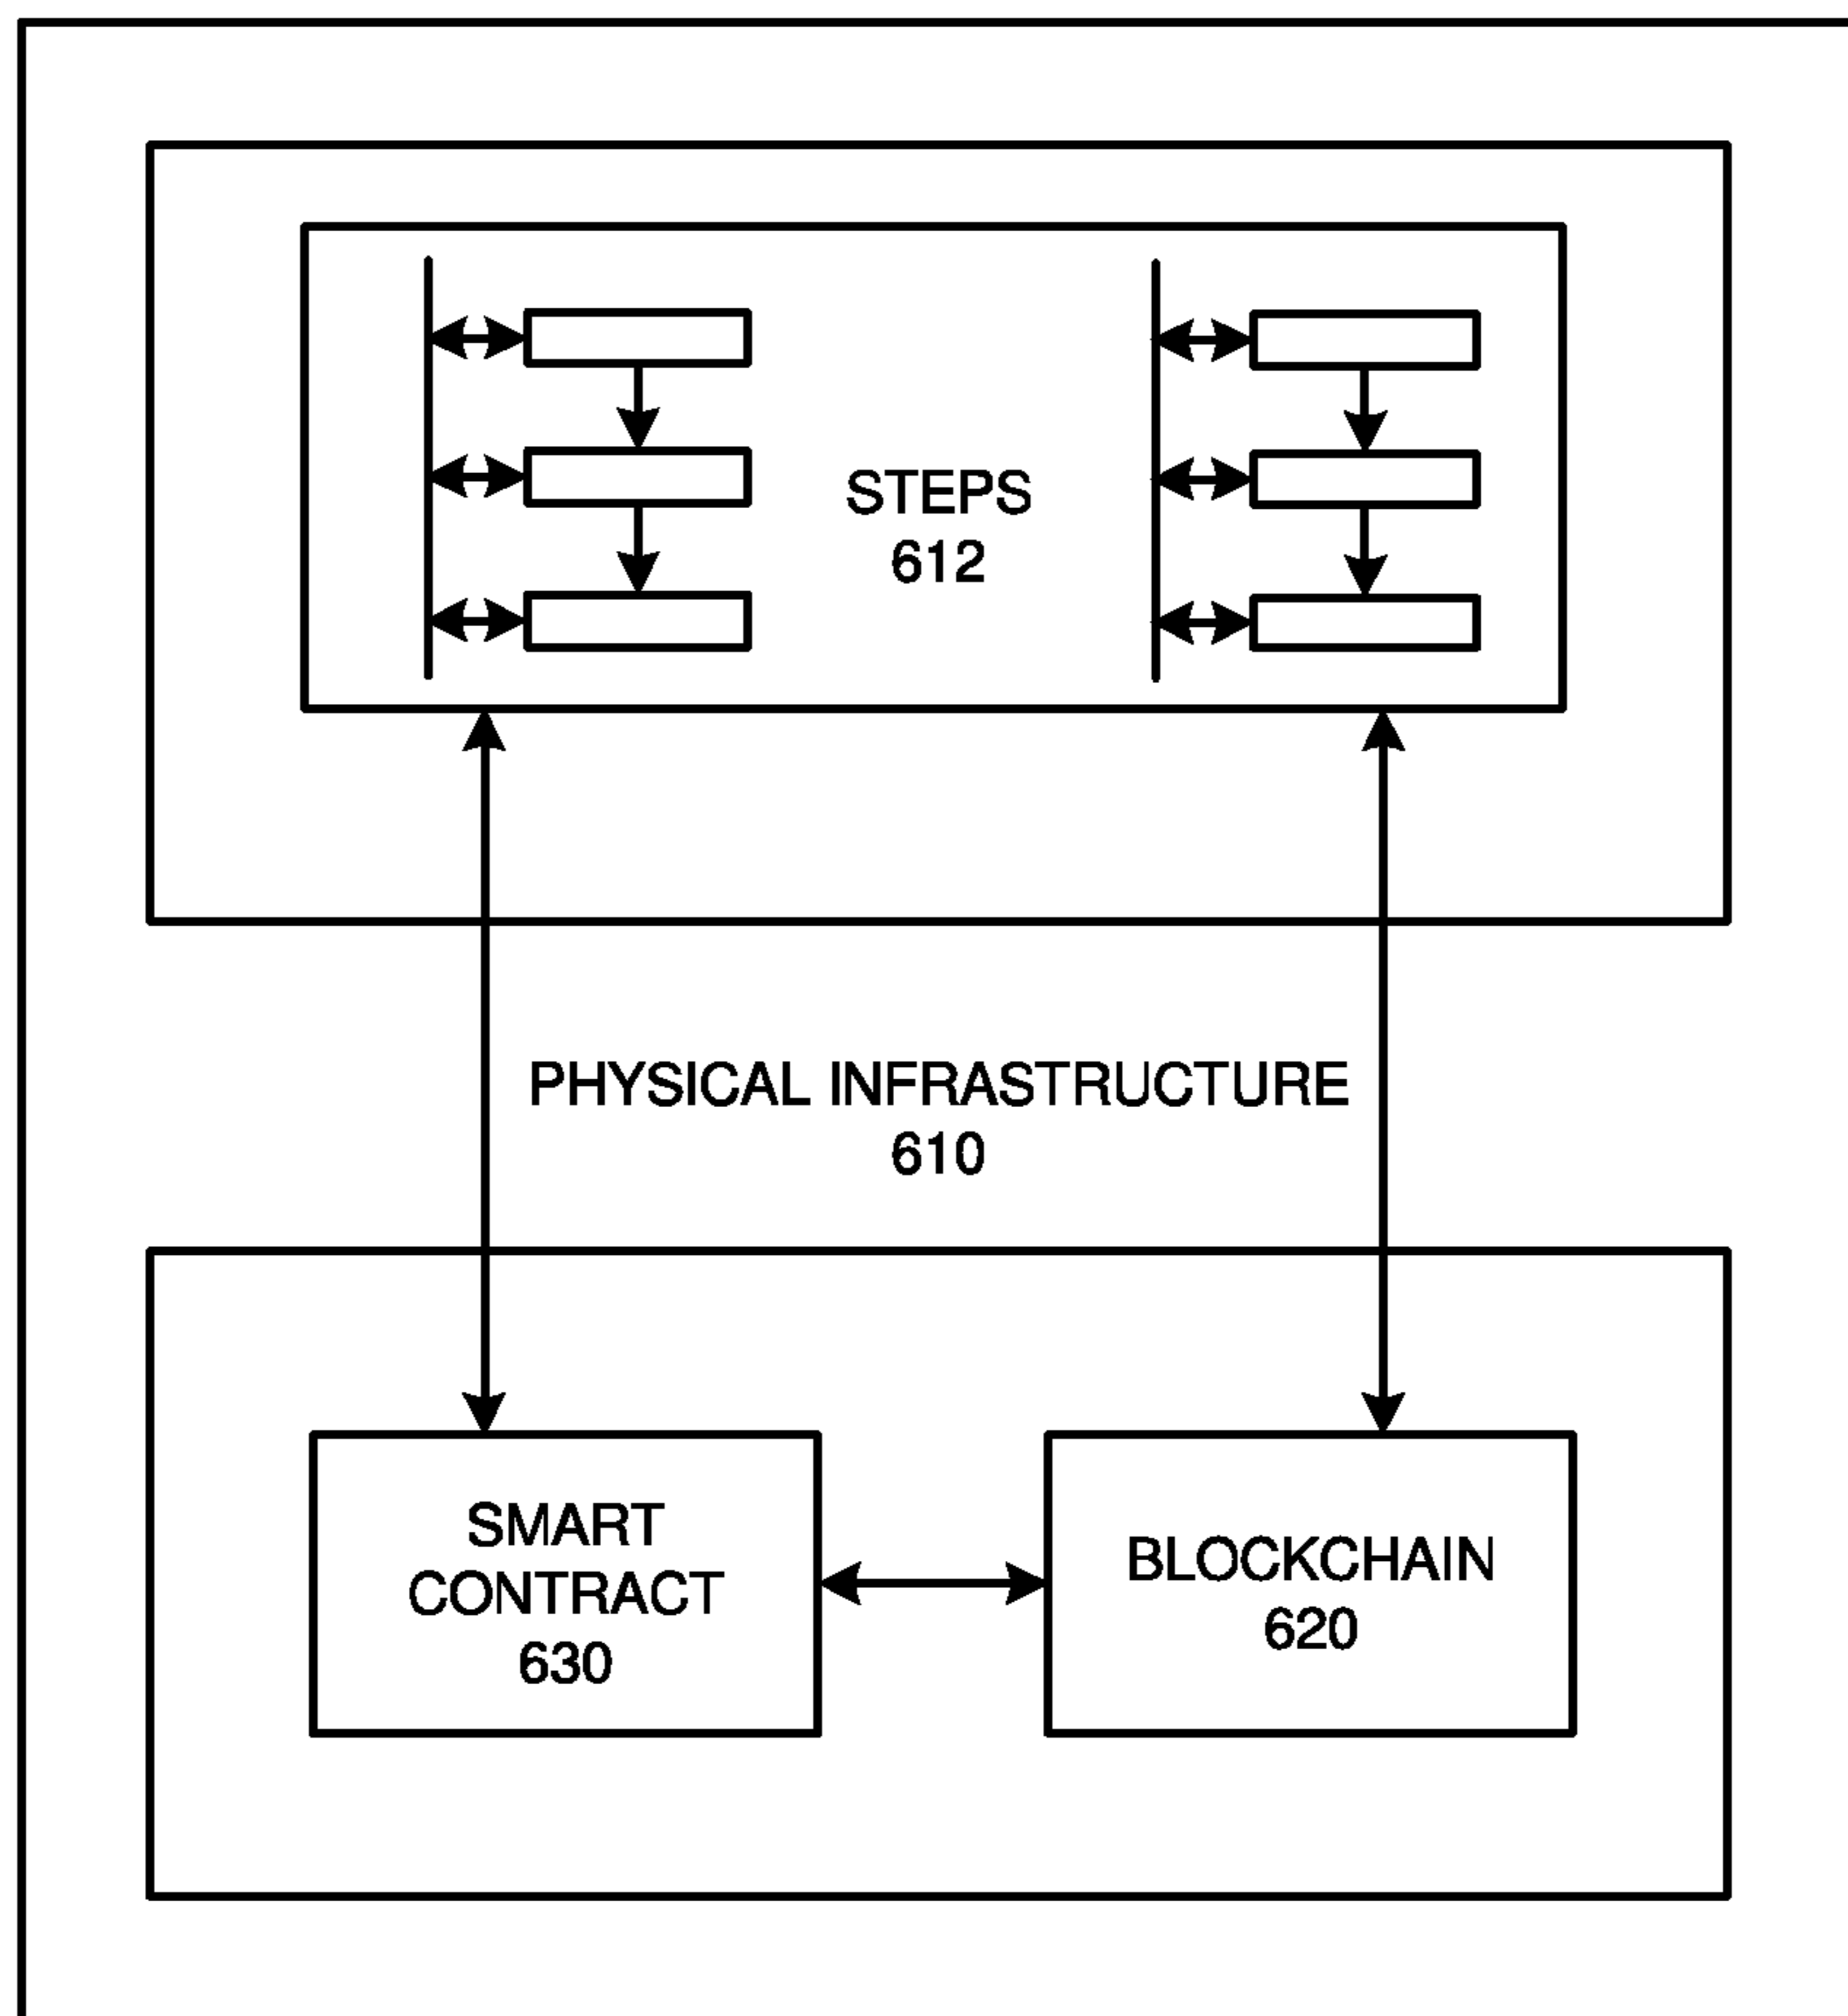 STEPS
612
PHYSICAL INFRASTRUCTURE
610
SMART
CONTRACT
630
BLOCKCHAIN
620